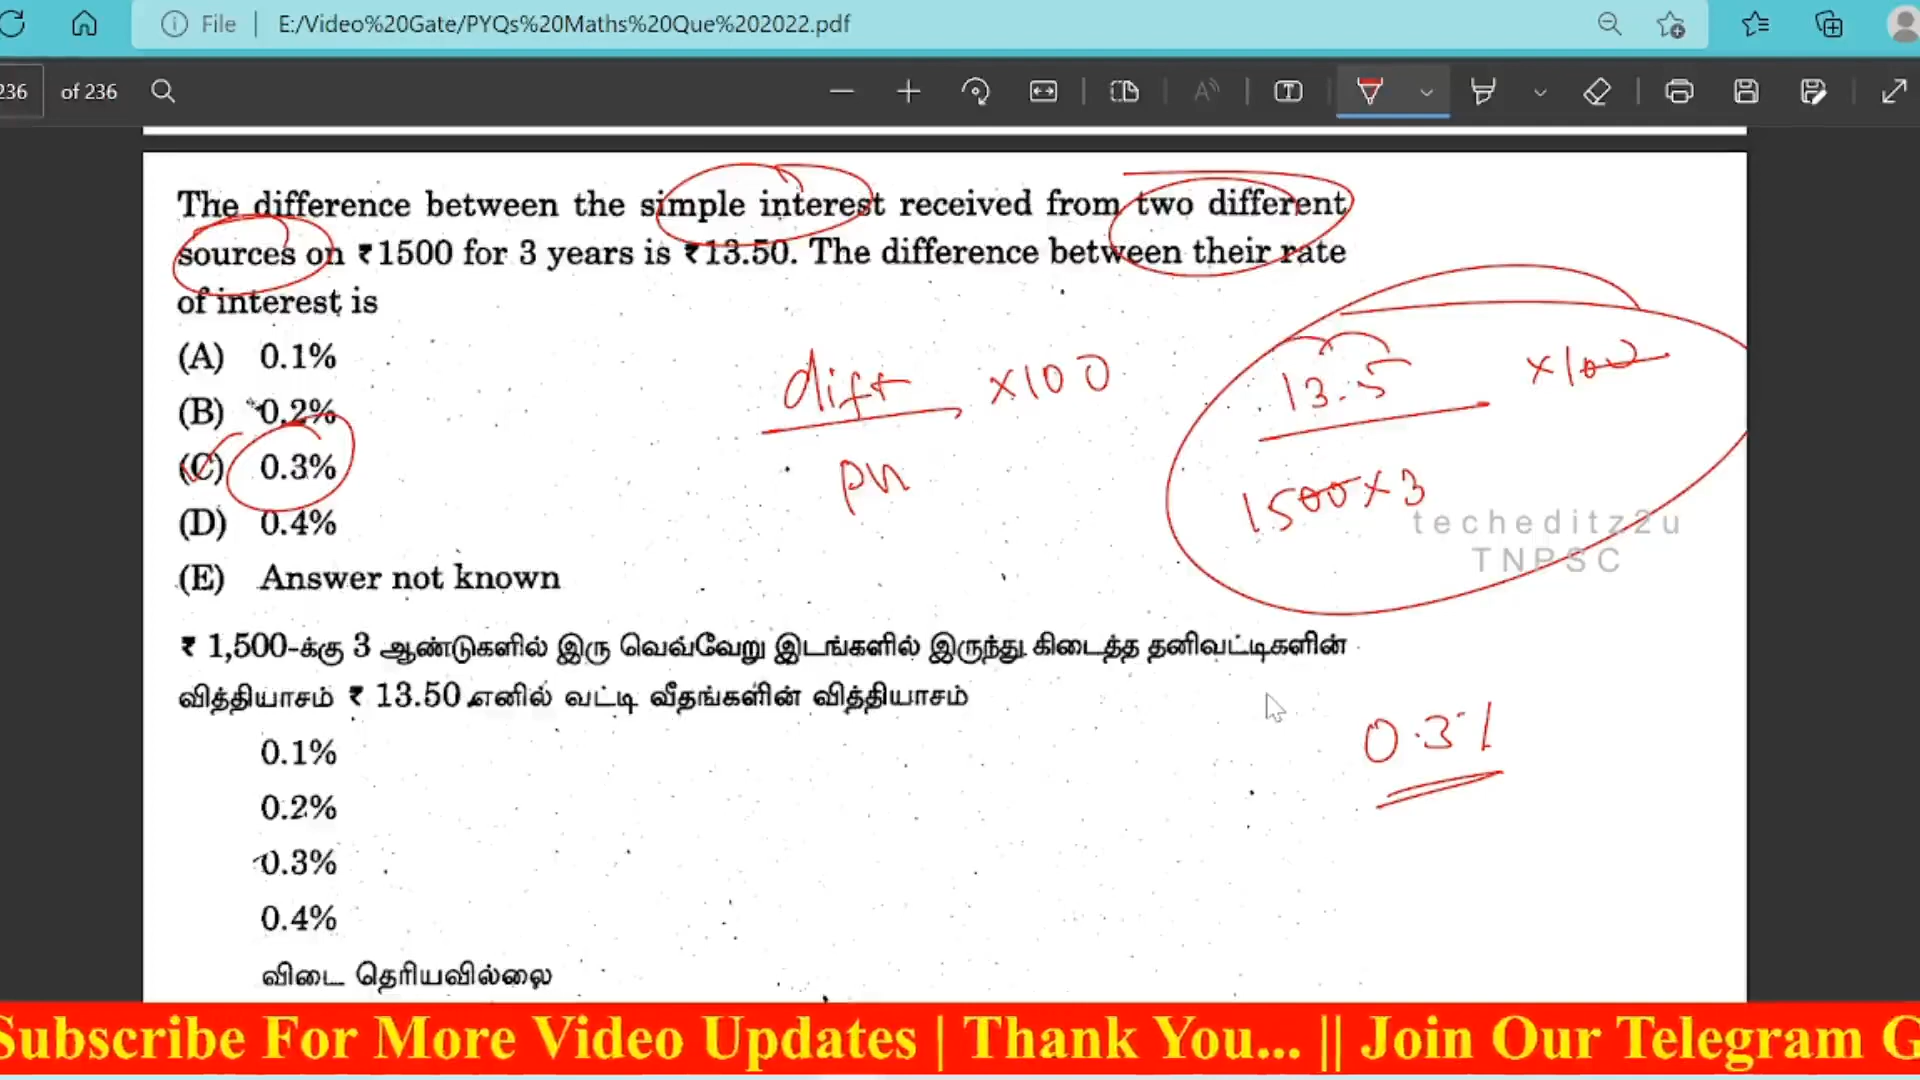 File | E:/Video%20Gate/PYQs%20Maths%20Que%202022.pdf
236 of 236
The difference between the simple interest received from two different
sources on ₹1500 for 3 years is ₹13.50. The difference between their rate
of interest is
(A) 0.1%
(B) 0.2%
(C) 0.3%
(D) 0.4%
(E) Answer not known
diff ×100
pn
13.5 ×100
1500×3
techeditz2u
TNPSC
₹ 1,500-க்கு 3 ஆண்டுகளில் இரு வெவ்வேறு இடங்களில் இருந்து கிடைத்த தனிவட்டிகளின்
வித்தியாசம் ₹ 13.50 எனில் வட்டி வீதங்களின் வித்தியாசம்
0.1%
0.2%
0.3%
0.4%
விடை தெரியவில்லை
0.3%
Subscribe For More Video Updates | Thank You... || Join Our Telegram G